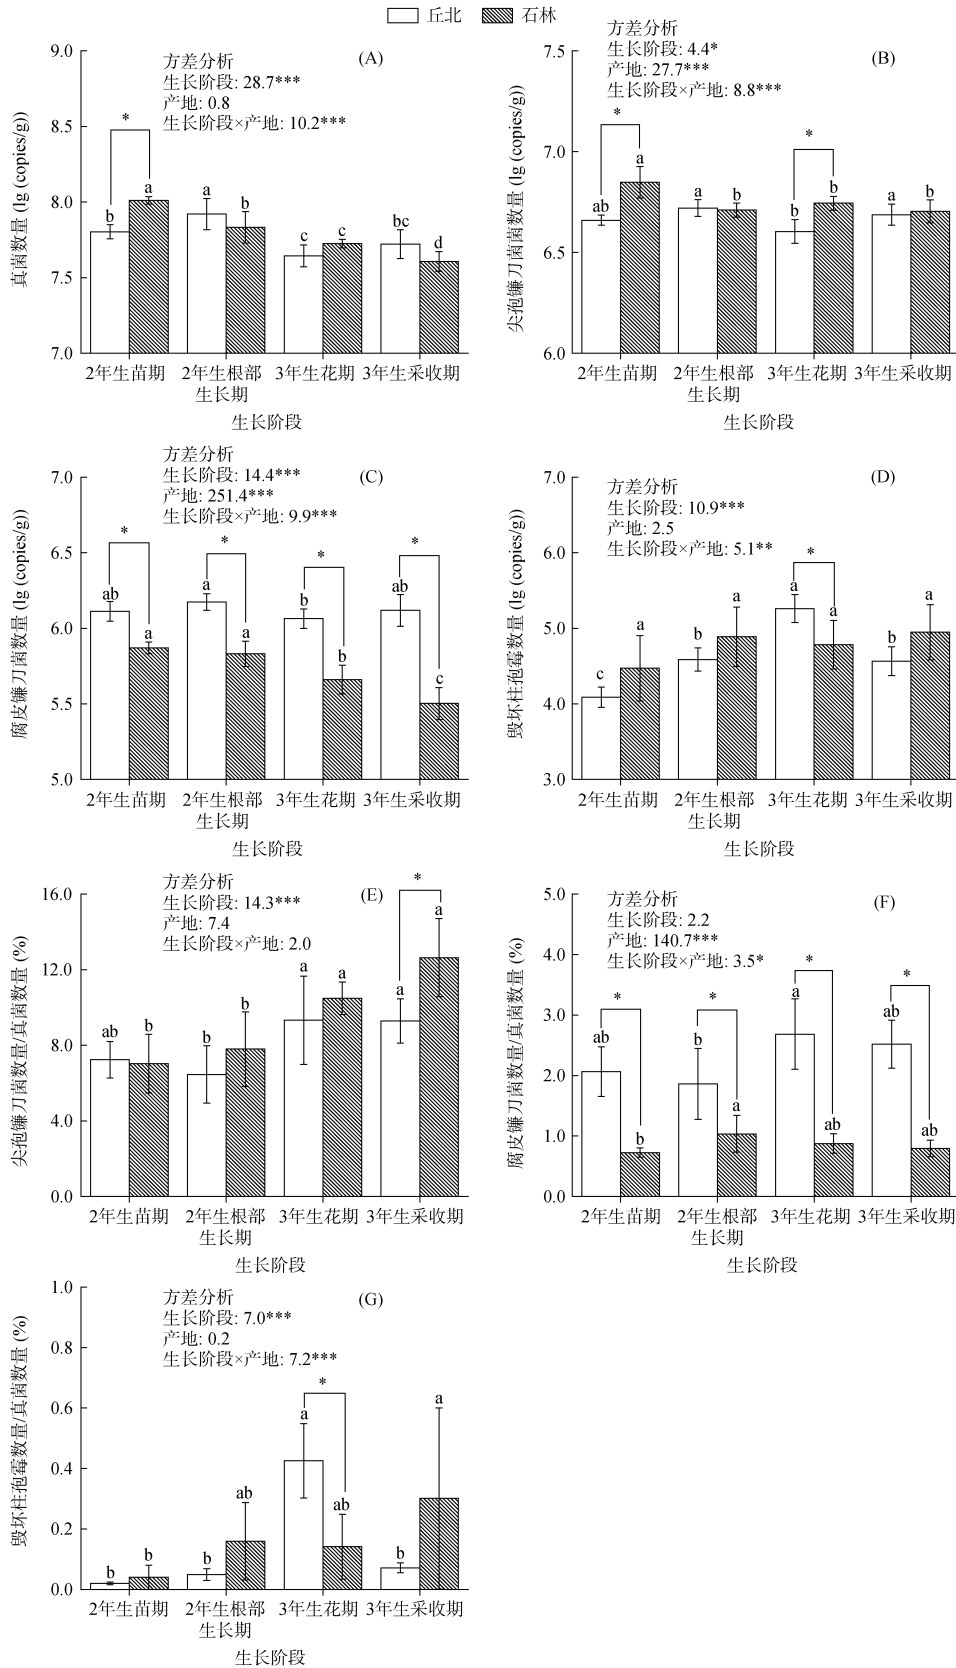 丘北 石林
9.0
8.5
8.0
7.5
7.0
真菌数量 (lg (copies/g))
方差分析
生长阶段: 28.7***
产地: 0.8
生长阶段×产地: 10.2***
(A)
*
b a a b c c bc d
2年生苗期 2年生根部 3年生花期 3年生采收期
生长期
生长阶段
7.5
7.0
6.5
6.0
尖孢镰刀菌菌数量 (lg (copies/g))
方差分析
生长阶段: 4.4*
产地: 27.7***
生长阶段×产地: 8.8***
(B)
* *
ab a a b b b a b
2年生苗期 2年生根部 3年生花期 3年生采收期
生长期
生长阶段
7.0
6.5
6.0
5.5
5.0
腐皮镰刀菌数量 (lg (copies/g))
方差分析
生长阶段: 14.4***
产地: 251.4***
生长阶段×产地: 9.9***
(C)
* * * *
ab a a a b b ab c
2年生苗期 2年生根部 3年生花期 3年生采收期
生长期
生长阶段
7.0
6.0
5.0
4.0
3.0
毁坏柱孢霉数量 (lg (copies/g))
方差分析
生长阶段: 10.9***
产地: 2.5
生长阶段×产地: 5.1**
(D)
*
c a b a a a b a
2年生苗期 2年生根部 3年生花期 3年生采收期
生长期
生长阶段
16.0
12.0
8.0
4.0
0.0
尖孢镰刀菌数量/真菌数量 (%)
方差分析
生长阶段: 14.3***
产地: 7.4
生长阶段×产地: 2.0
(E)
*
ab b b b a a a a
2年生苗期 2年生根部 3年生花期 3年生采收期
生长期
生长阶段
5.0
4.0
3.0
2.0
1.0
0.0
腐皮镰刀菌数量/真菌数量 (%)
方差分析
生长阶段: 2.2
产地: 140.7***
生长阶段×产地: 3.5*
(F)
* * * *
ab b b a a ab ab ab
2年生苗期 2年生根部 3年生花期 3年生采收期
生长期
生长阶段
1.0
0.8
0.6
0.4
0.2
0.0
毁坏柱孢霉数量/真菌数量 (%)
方差分析
生长阶段: 7.0***
产地: 0.2
生长阶段×产地: 7.2***
(G)
*
b b b ab a ab b a
2年生苗期 2年生根部 3年生花期 3年生采收期
生长期
生长阶段